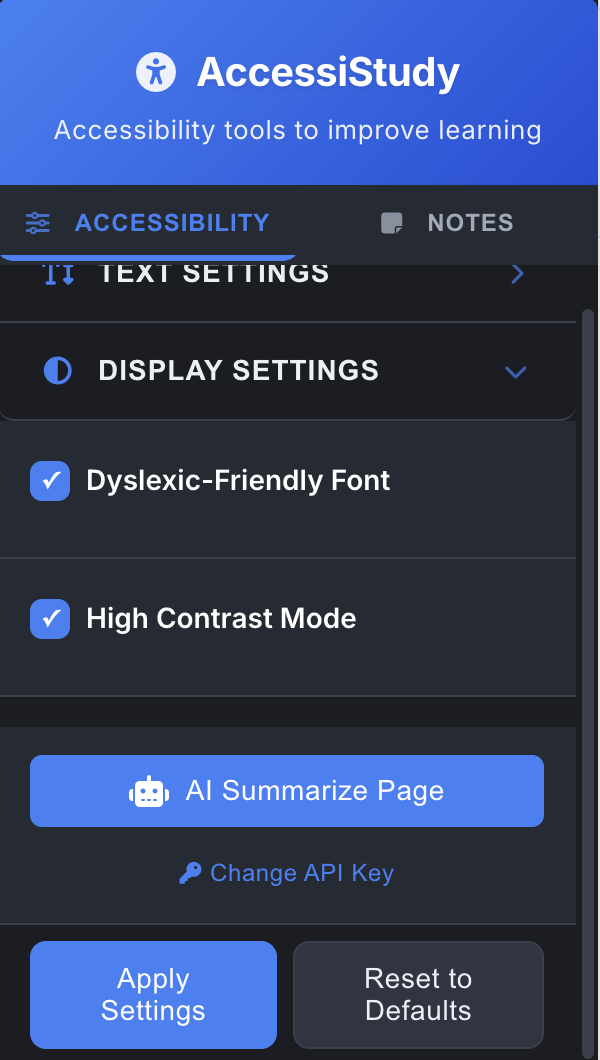 AccessiStudy
Accessibility tools to improve learning
ACCESSIBILITY
NOTES
TEXT SETTINGS
DISPLAY SETTINGS
Dyslexic-Friendly Font
High Contrast Mode
AI Summarize Page
Change API Key
Apply
Settings
Reset to
Defaults